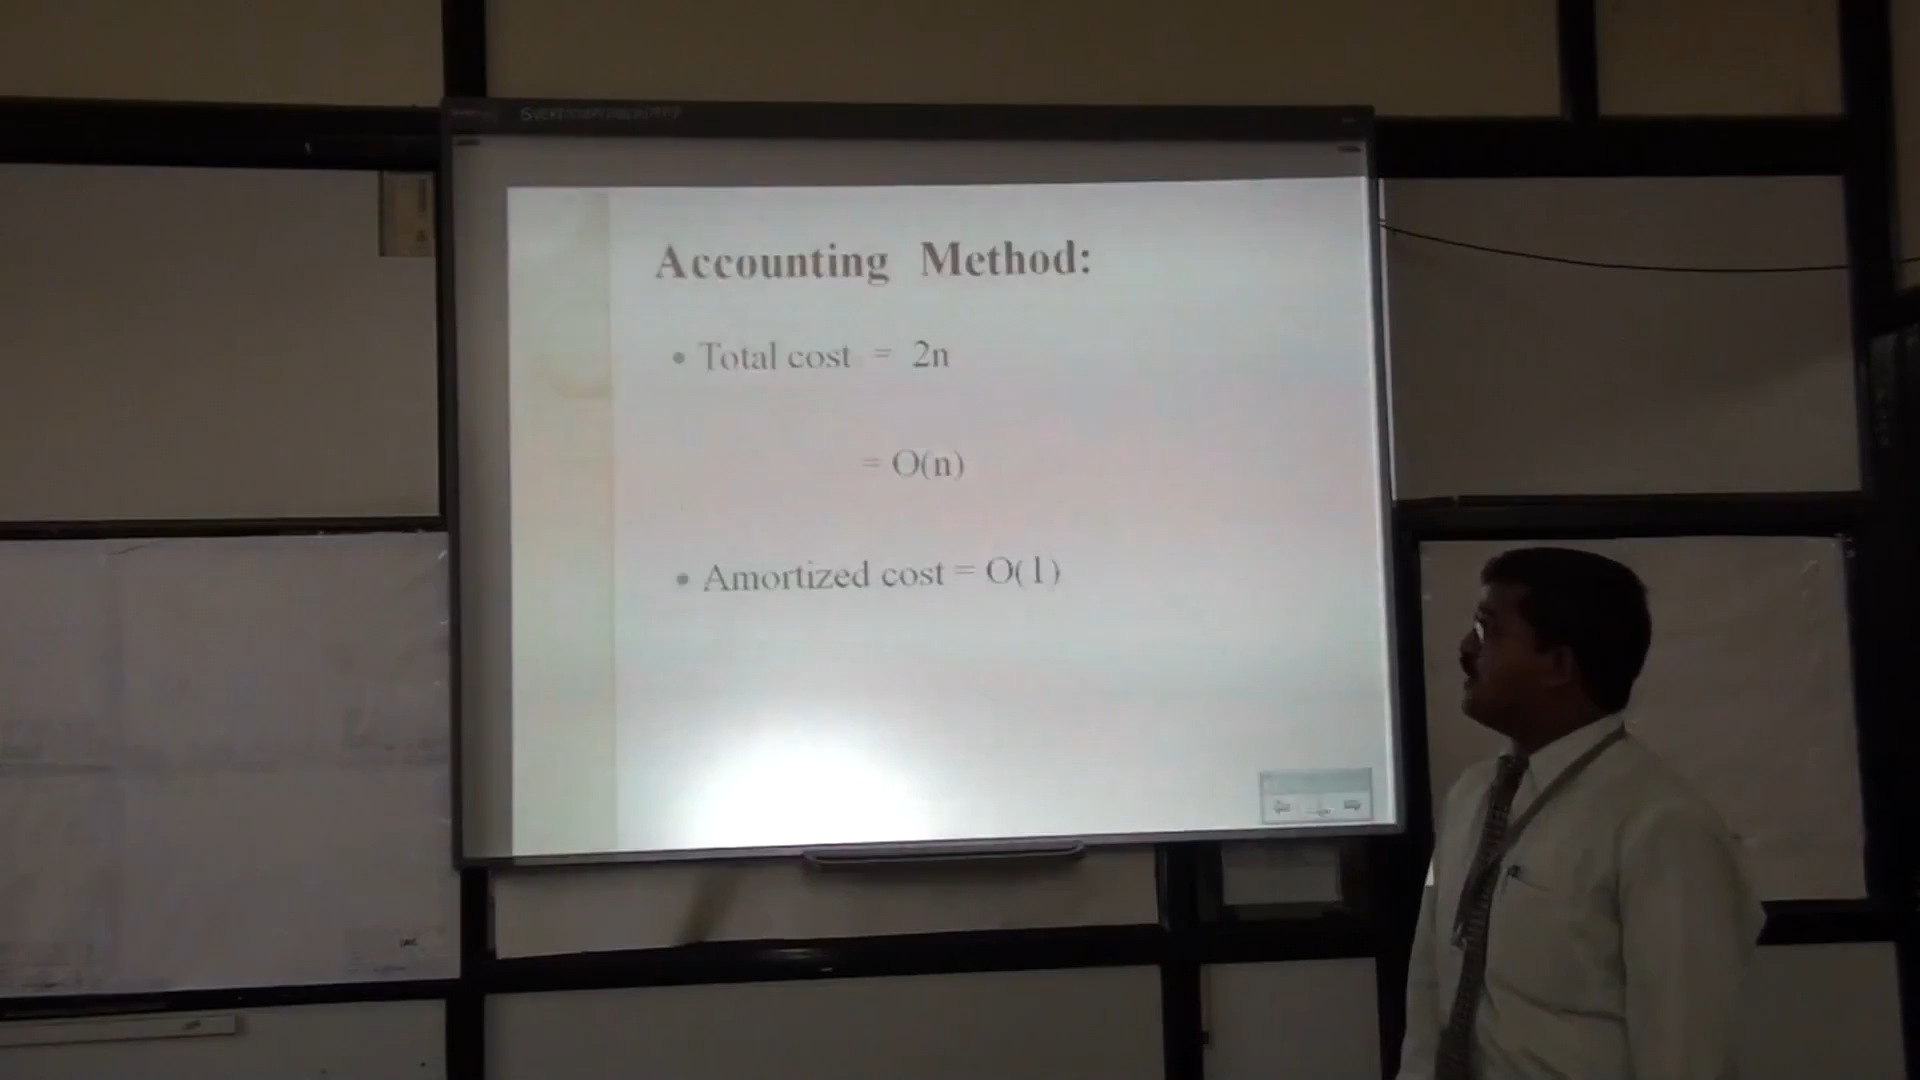 Accounting Method:
• Total cost = 2n
= O(n)
• Amortized cost = O(1)